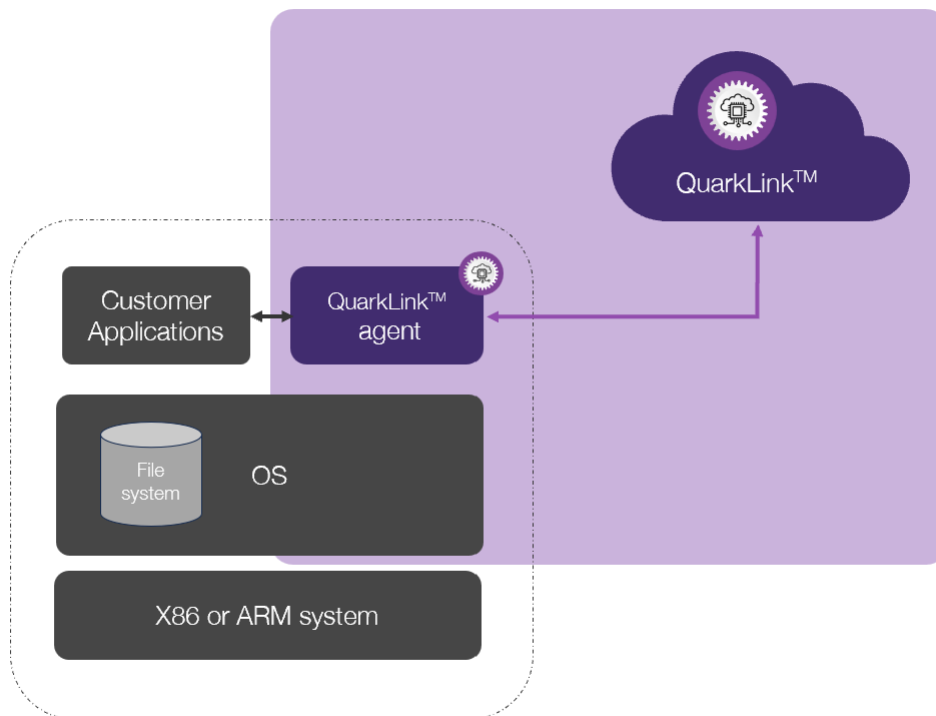 QuarkLink™
Customer
Applications
QuarkLink™
agent
File
system
OS
X86 or ARM system